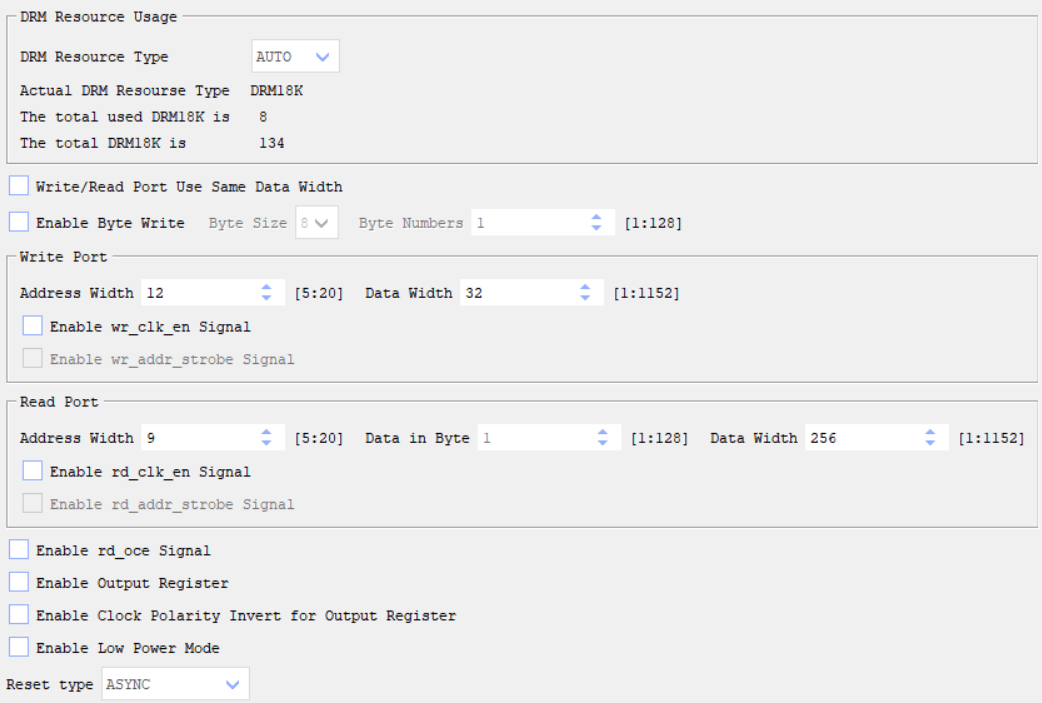 DRM Resource Usage
DRM Resource Type AUTO
Actual DRM Resourse Type DRM18K
The total used DRM18K is 8
The total DRM18K is 134
Write/Read Port Use Same Data Width
Enable Byte Write Byte Size 8 Byte Numbers 1 [1:128]
Write Port
Address Width 12 [5:20] Data Width 32 [1:1152]
Enable wr_clk_en Signal
Enable wr_addr_strobe Signal
Read Port
Address Width 9 [5:20] Data in Byte 1 [1:128] Data Width 256 [1:1152]
Enable rd_clk_en Signal
Enable rd_addr_strobe Signal
Enable rd_oce Signal
Enable Output Register
Enable Clock Polarity Invert for Output Register
Enable Low Power Mode
Reset type ASYNC